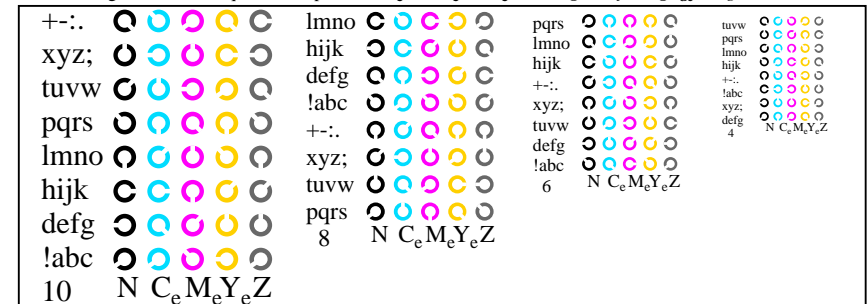 +-:.
xyz;
tuvw
pqrs
lmno
hijk
defg
!abc
10 N CeMeYeZ
lmno
hijk
defg
!abc
+-:.
xyz;
tuvw
pqrs
8 N CeMeYeZ
pqrs
lmno
hijk
+-:.
xyz;
tuvw
defg
!abc
6 N CeMeYeZ
tuvw
pqrs
lmno
hijk
+-:.
!abc
xyz;
defg
4 N CeMeYeZ